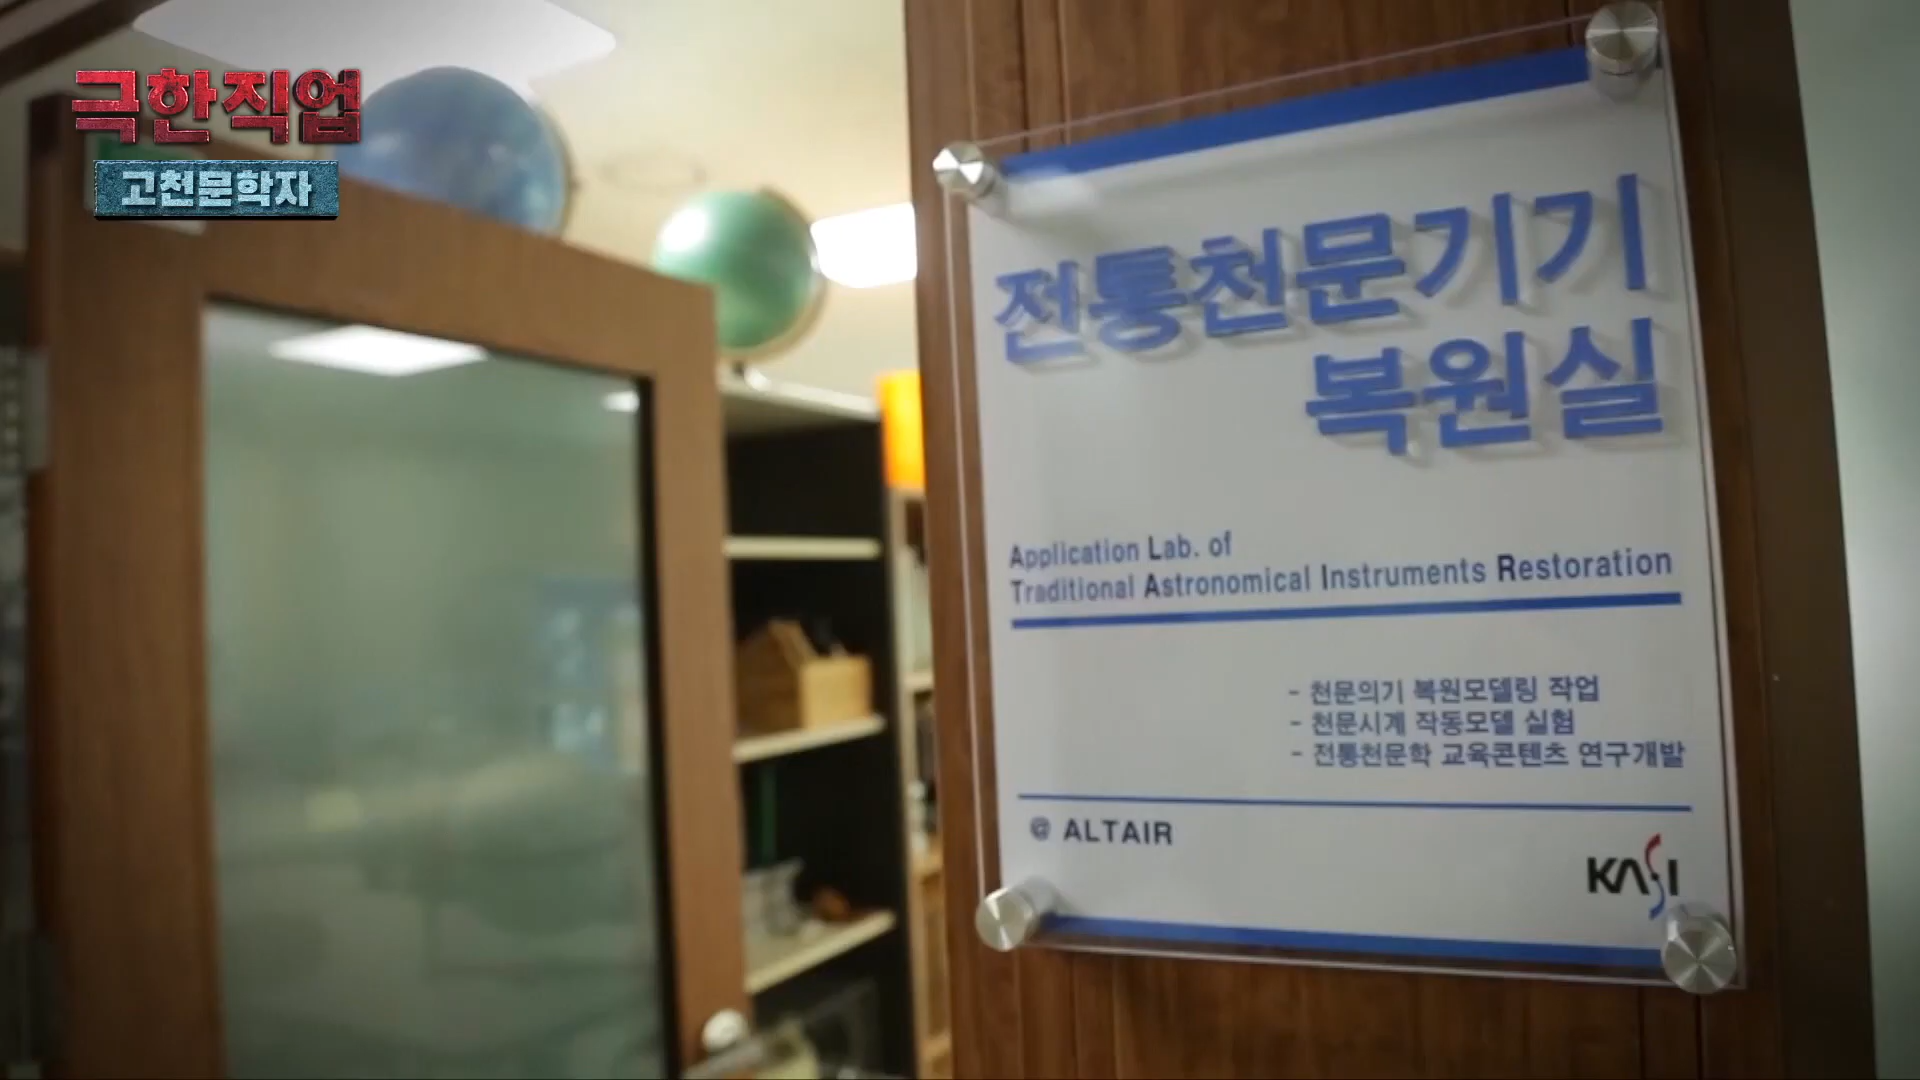 극한직업
고천문학자
전통천문기기
복원실
Application Lab. of
Traditional Astronomical Instruments Restoration
- 천문의기 복원모델링 작업
- 천문시계 작동모델 실험
- 전통천문학 교육콘텐츠 연구개발
@ ALTAIR
KASI